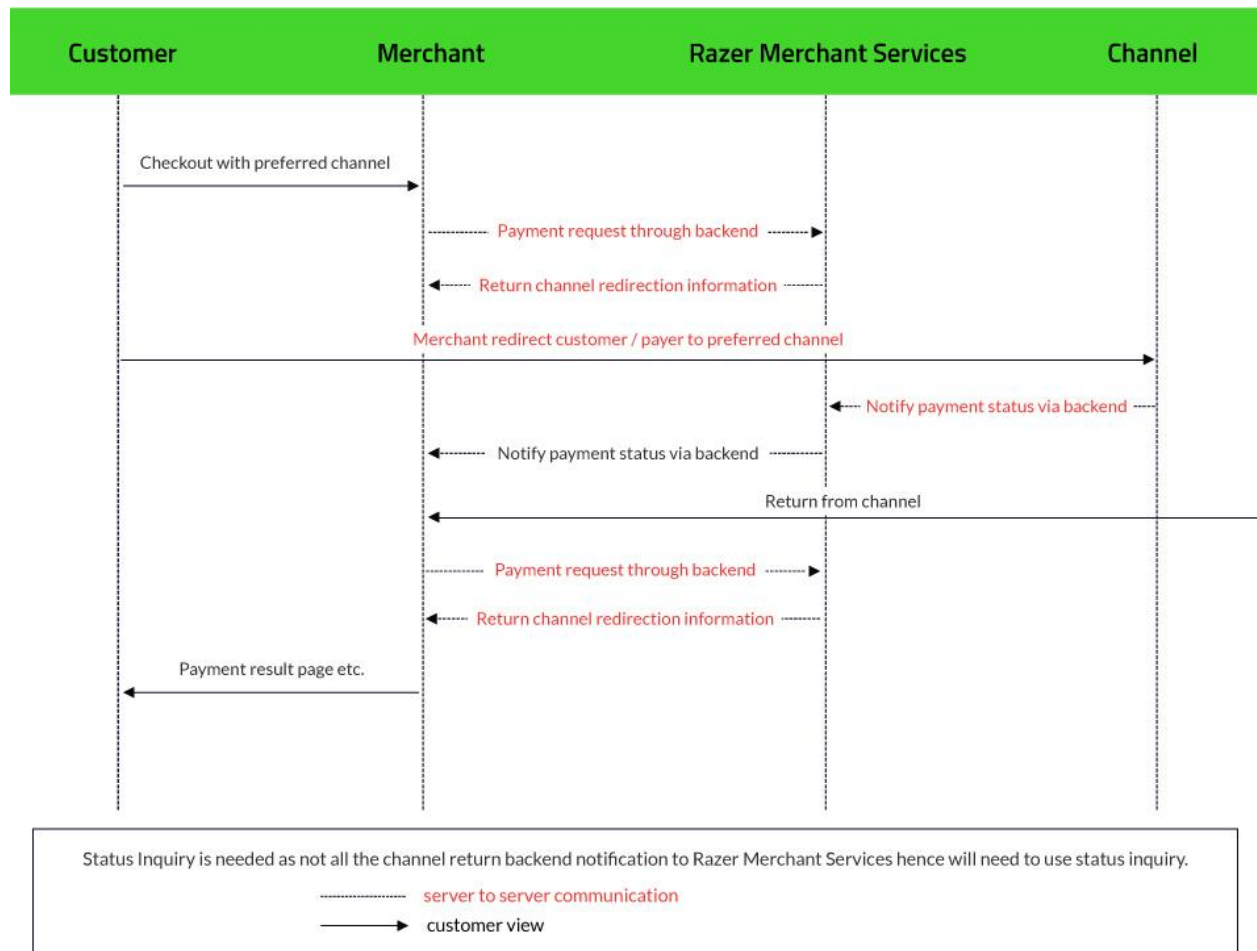 Customer Merchant Razer Merchant Services Channel
Checkout with preferred channel
Payment request through backend
Return channel redirection information
Merchant redirect customer / payer to preferred channel
Notify payment status via backend
Notify payment status via backend
Return from channel
Payment request through backend
Return channel redirection information
Payment result page etc.
Status Inquiry is needed as not all the channel return backend notification to Razer Merchant Services hence will need to use status inquiry.
server to server communication
customer view